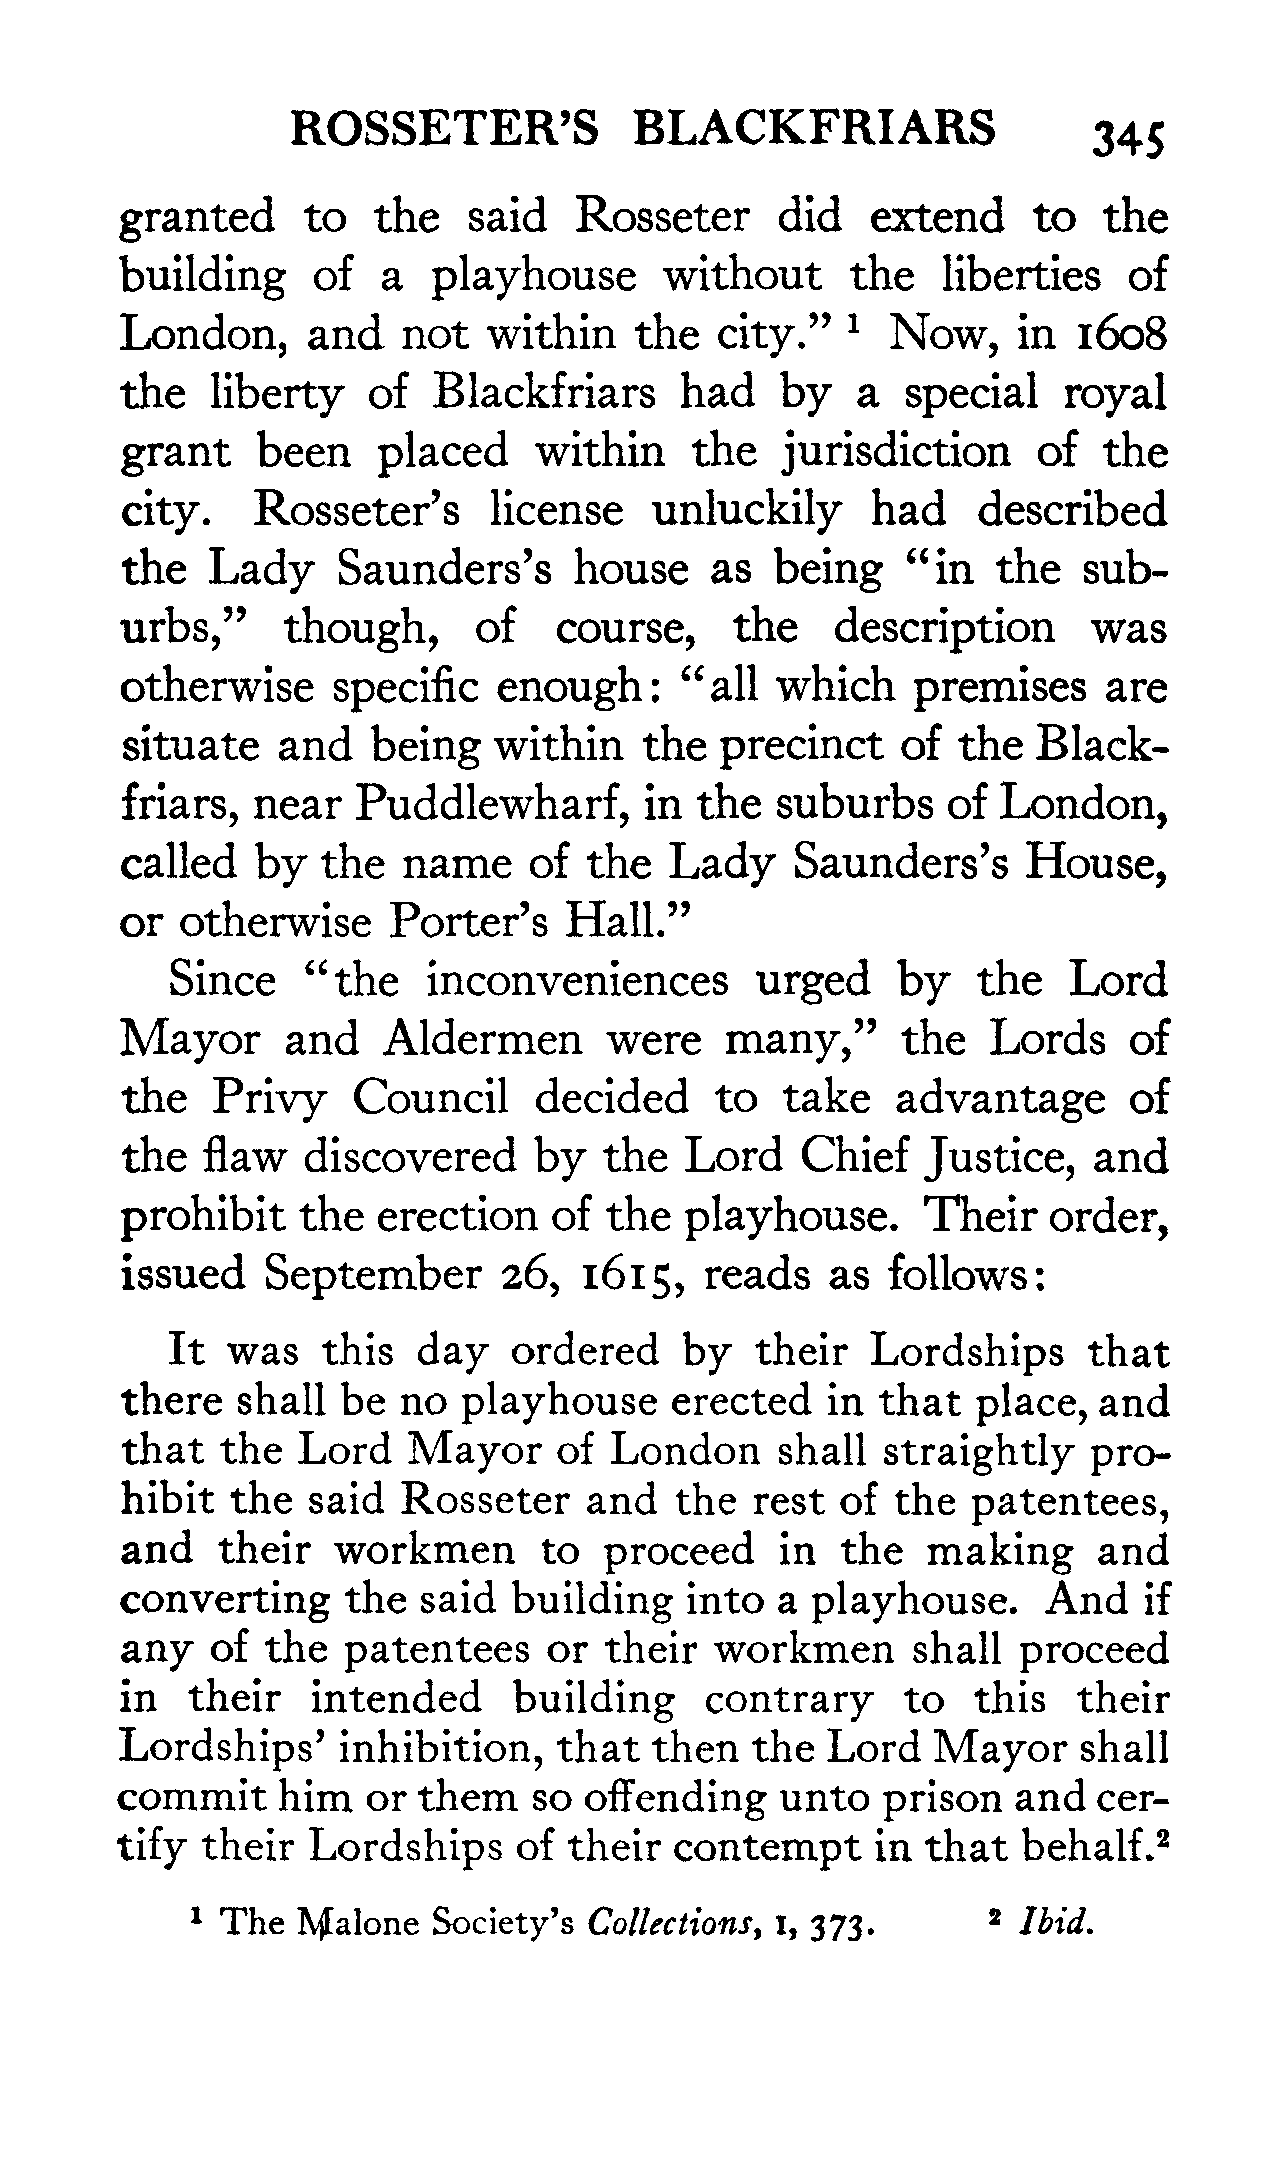 ROSSETER'S BLACKFRIARS 345
granted to the said Rosseter did extend to the
building of a playhouse without the liberties of
London, and not within the city." ¹ Now, in 1608
the liberty of Blackfriars had by a special royal
grant been placed within the jurisdiction of the
city. Rosseter's license unluckily had described
the Lady Saunders's house as being "in the sub-
urbs," though, of course, the description was
otherwise specific enough: "all which premises are
situate and being within the precinct of the Black-
friars, near Puddlewharf, in the suburbs of London,
called by the name of the Lady Saunders's House,
or otherwise Porter's Hall."
Since "the inconveniences urged by the Lord
Mayor and Aldermen were many," the Lords of
the Privy Council decided to take advantage of
the flaw discovered by the Lord Chief Justice, and
prohibit the erection of the playhouse. Their order,
issued September 26, 1615, reads as follows:
It was this day ordered by their Lordships that
there shall be no playhouse erected in that place, and
that the Lord Mayor of London shall straightly pro-
hibit the said Rosseter and the rest of the patentees,
and their workmen to proceed in the making and
converting the said building into a playhouse. And if
any of the patentees or their workmen shall proceed
in their intended building contrary to this their
Lordships' inhibition, that then the Lord Mayor shall
commit him or them so offending unto prison and cer-
tify their Lordships of their contempt in that behalf.²
¹ The Malone Society's Collections, I, 373. ² Ibid.